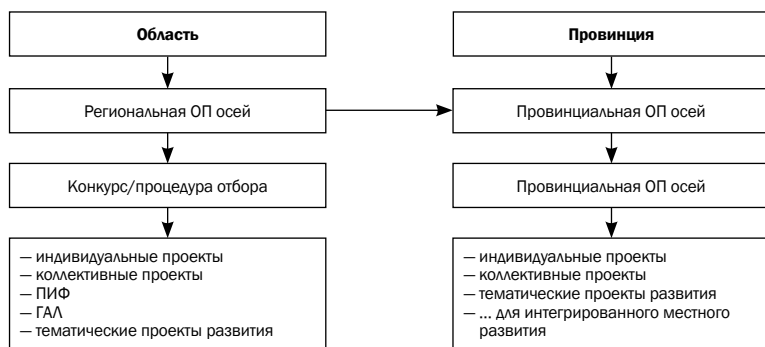 Область
Региональная ОП осей
Конкурс/процедура отбора
— индивидуальные проекты
— коллективные проекты
— ПИФ
— ГАЛ
— тематические проекты развития
Провинция
Провинциальная ОП осей
Провинциальная ОП осей
— индивидуальные проекты
— коллективные проекты
— тематические проекты развития
— ... для интегрированного местного
развития